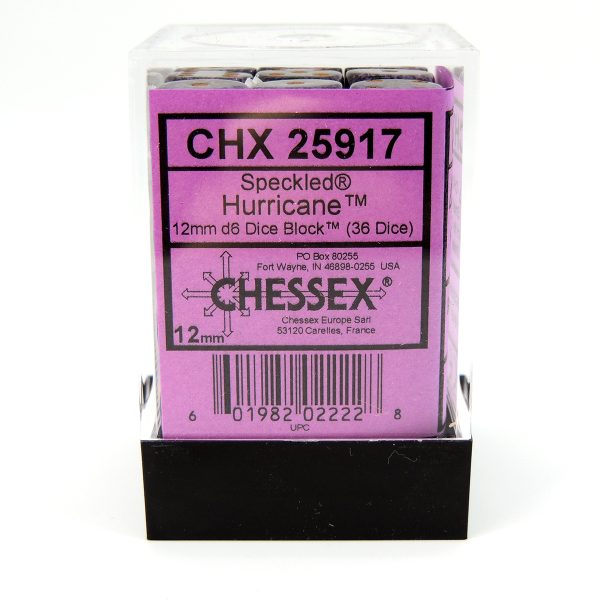 CHX 25917
Speckled®
Hurricane™
12mm d6 Dice Block™ (36 Dice)
PO Box 80255
Fort Wayne, IN 46898-0255 USA
CHESSEX®
Chessex Europe Sarl
53120 Carelles, France
12mm
6 01982 02222 8
UPC